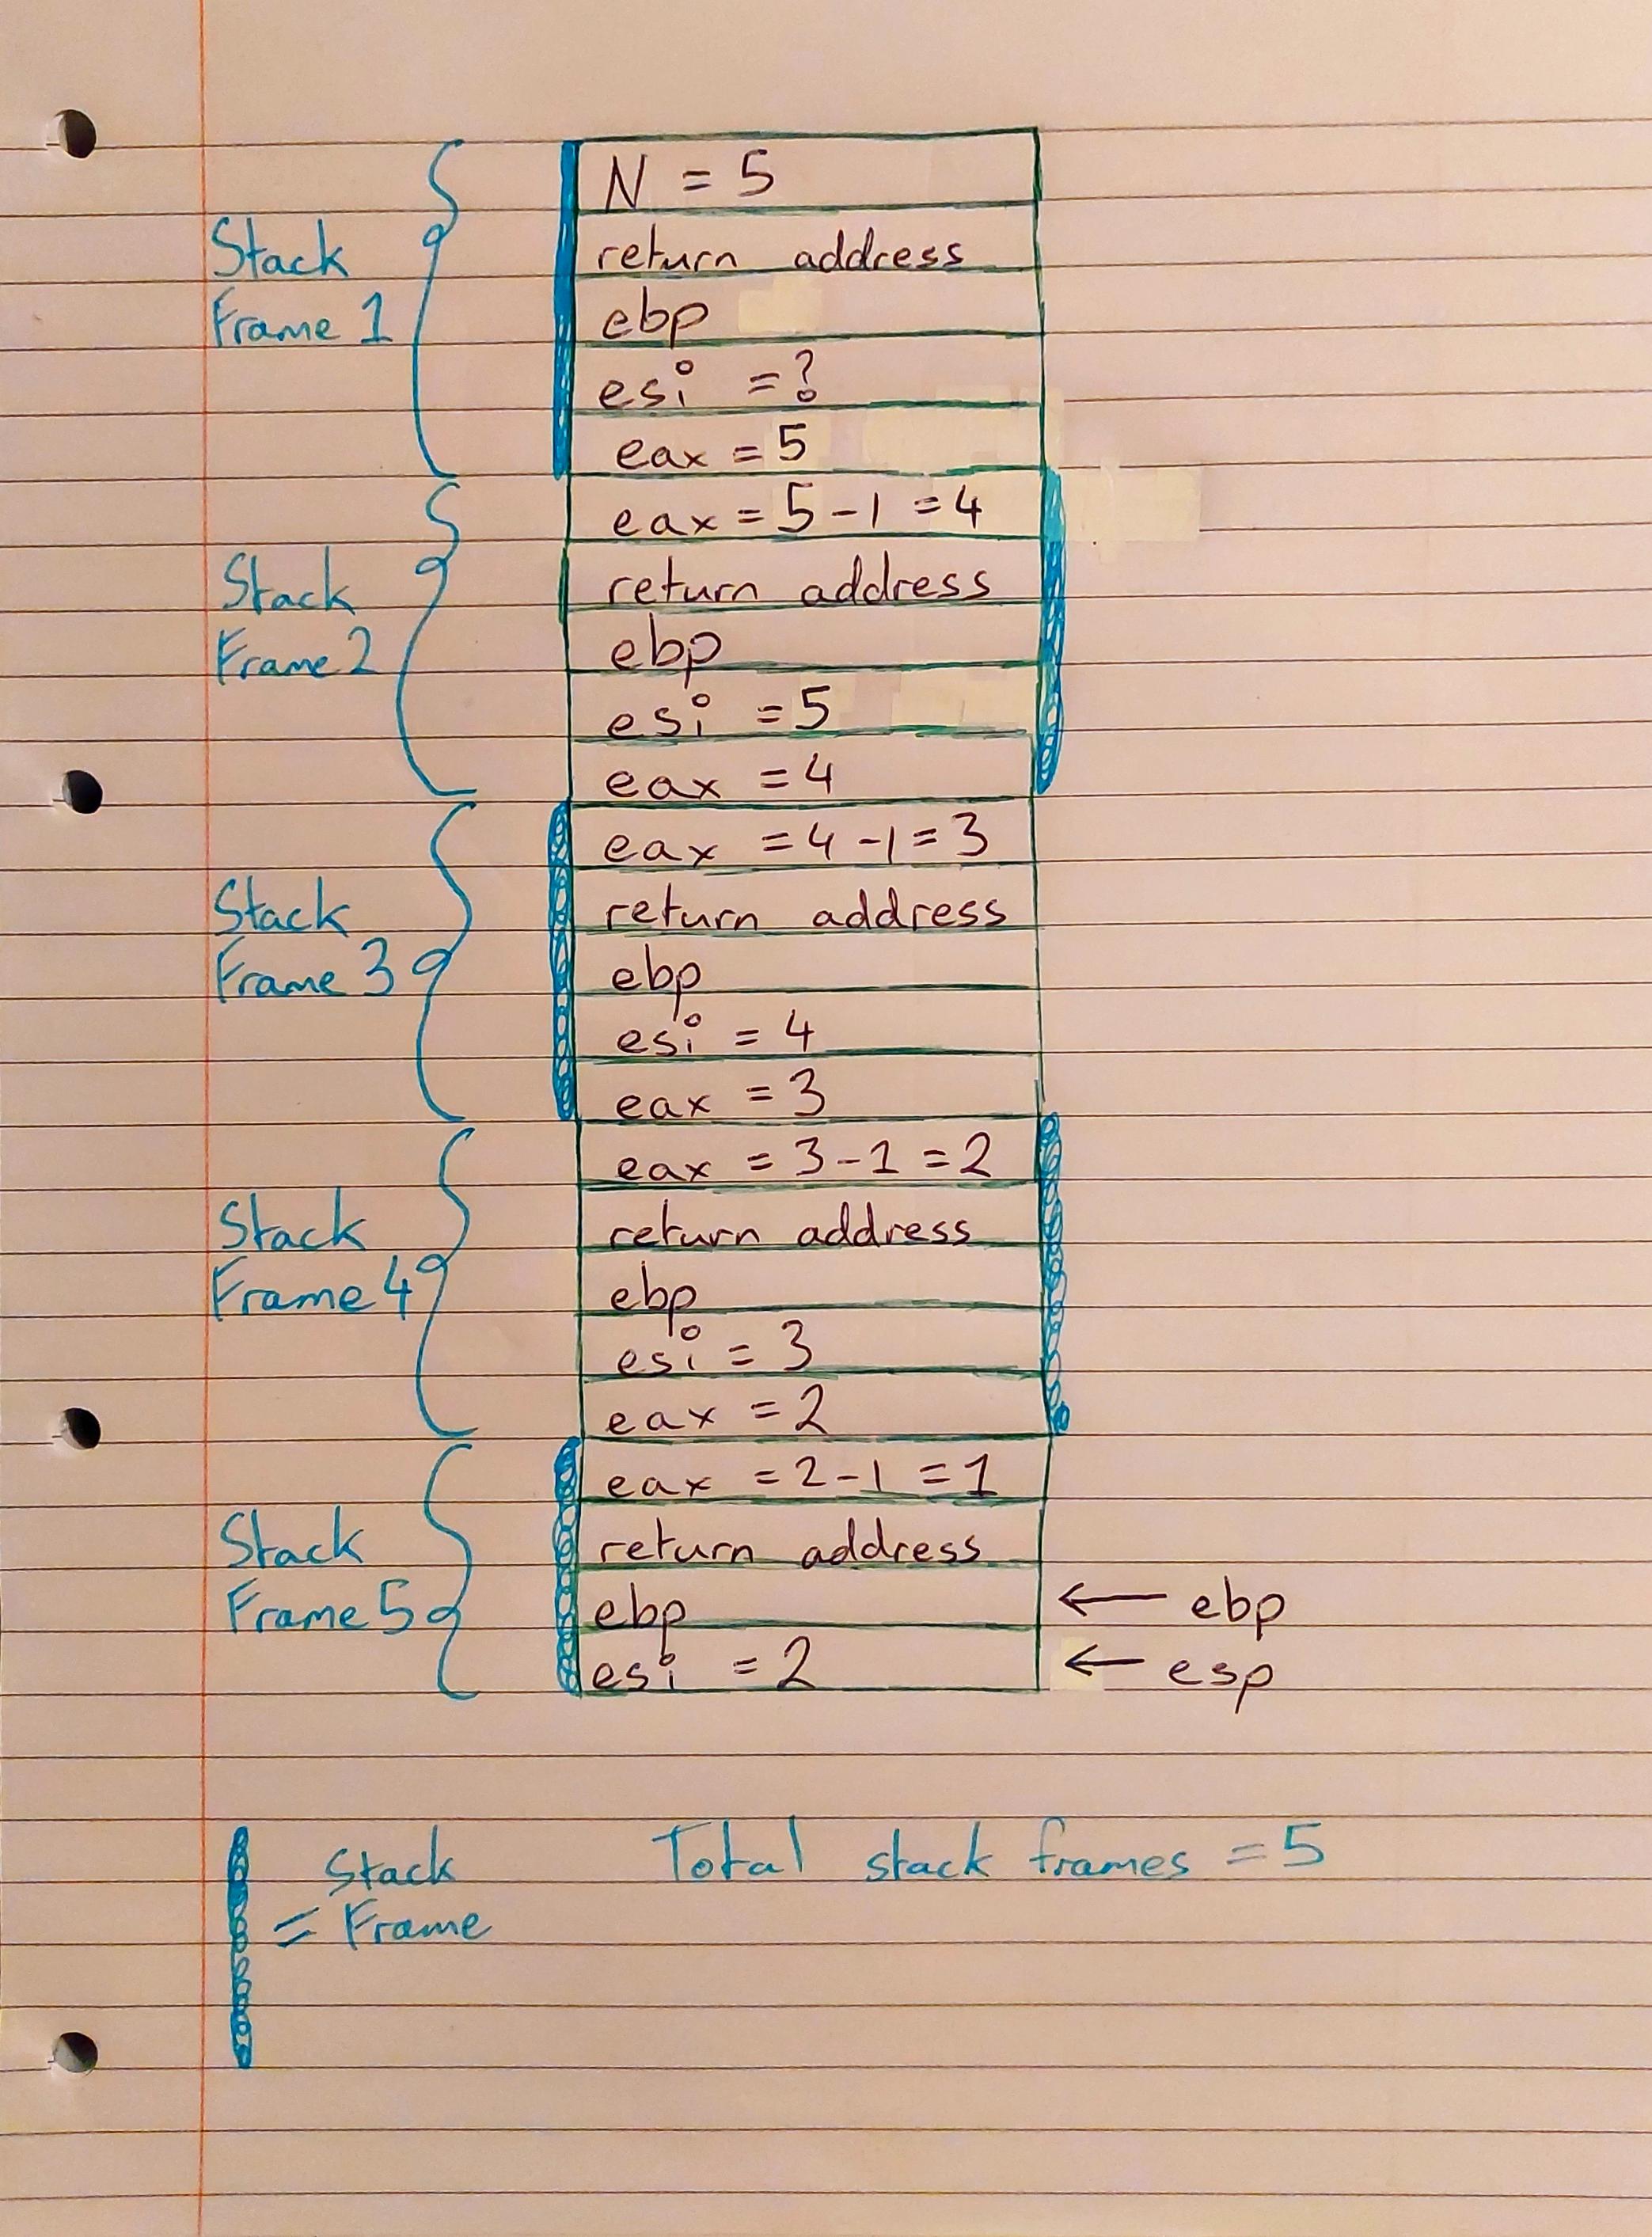 N = 5
return address
ebp
esi = ?
eax = 5
Stack
Frame 1
eax = 5 - 1 = 4
return address
ebp
esi = 5
eax = 4
Stack
Frame 2
eax = 4 - 1 = 3
return address
ebp
esi = 4
eax = 3
Stack
Frame 3
eax = 3 - 1 = 2
return address
ebp
esi = 3
eax = 2
Stack
Frame 4
eax = 2 - 1 = 1
return address
ebp ← ebp
esi = 2 ← esp
Stack
Frame 5
Stack
= Frame
Total stack frames = 5